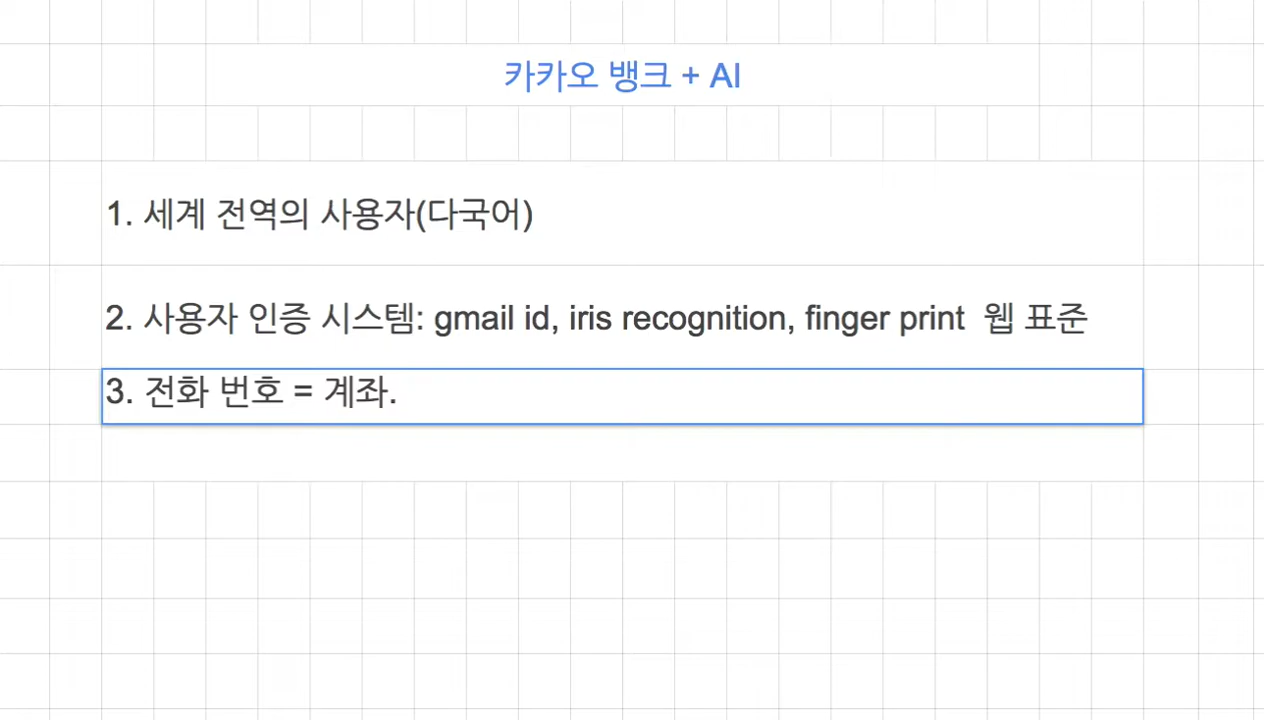 카카오 뱅크 + AI
1. 세계 전역의 사용자(다국어)
2. 사용자 인증 시스템: gmail id, iris recognition, finger print  웹 표준
3. 전화 번호 = 계좌.